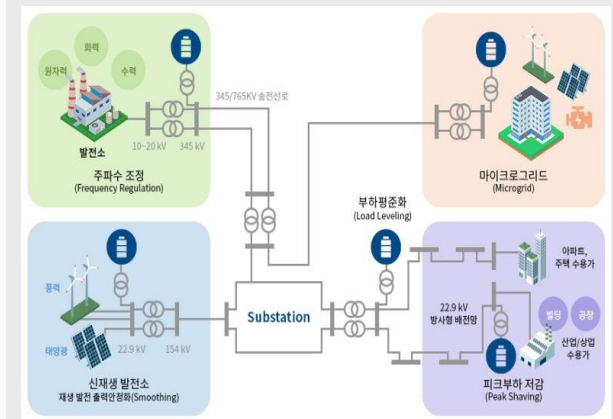 화력
원자력
수력
발전소
10~20 kV
345 kV
주파수 조정
(Frequency Regulation)
345/765KV 송전선로
마이크로그리드
(Microgrid)
부하평준화
(Load Leveling)
풍력
태양광
22.9 kV
154 kV
신재생 발전소
재생 발전 출력안정화(Smoothing)
Substation
22.9 kV
방사형 배전망
아파트,
주택 수용가
빌딩
공장
산업/상업
수용가
피크부하 저감
(Peak Shaving)